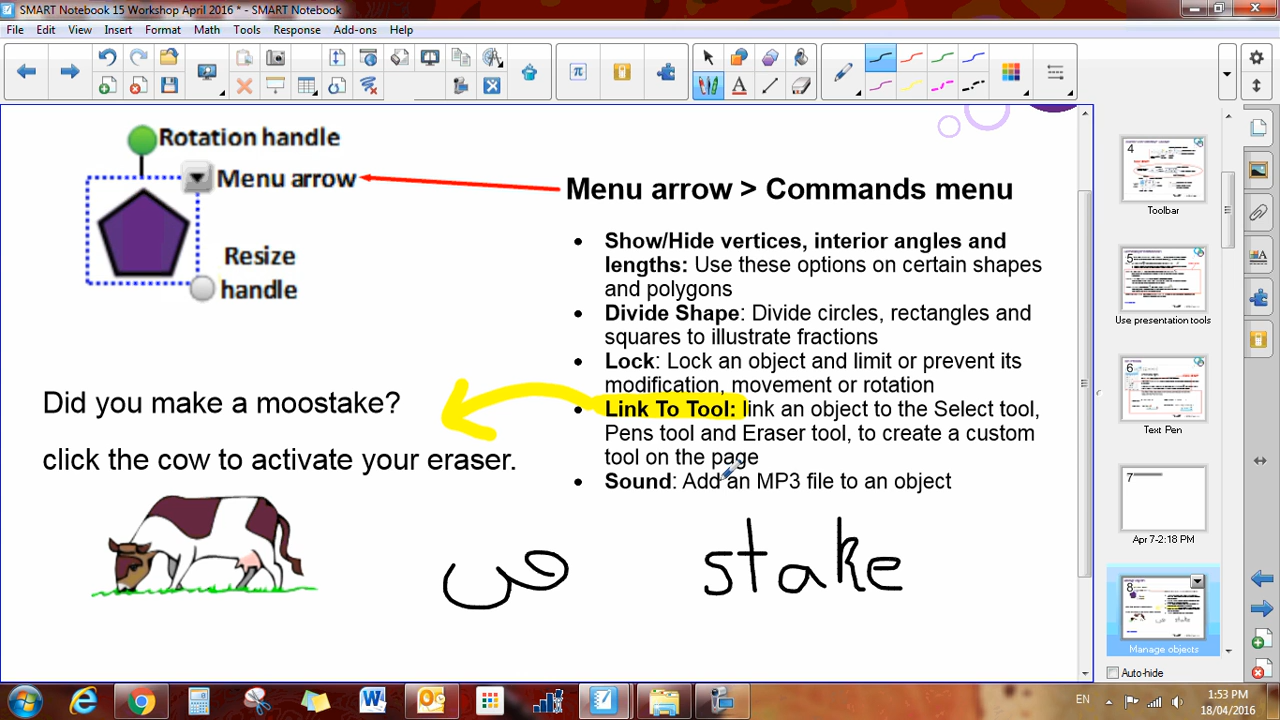 SMART Notebook 15 Workshop April 2016 * - SMART Notebook
File Edit View Insert Format Math Tools Response Add-ons Help
Rotation handle
Menu arrow
Resize
handle
Menu arrow > Commands menu
• Show/Hide vertices, interior angles and
lengths: Use these options on certain shapes
and polygons
• Divide Shape: Divide circles, rectangles and
squares to illustrate fractions
• Lock: Lock an object and limit or prevent its
modification, movement or rotation
• Link To Tool: link an object to the Select tool,
Pens tool and Eraser tool, to create a custom
tool on the page
• Sound: Add an MP3 file to an object
Did you make a moostake?
click the cow to activate your eraser.
ص
stake
4
Toolbar
5
Use presentation tools
6
Text Pen
7
Apr 7-2:18 PM
8
Manage objects
Auto-hide
EN
1:53 PM
18/04/2016